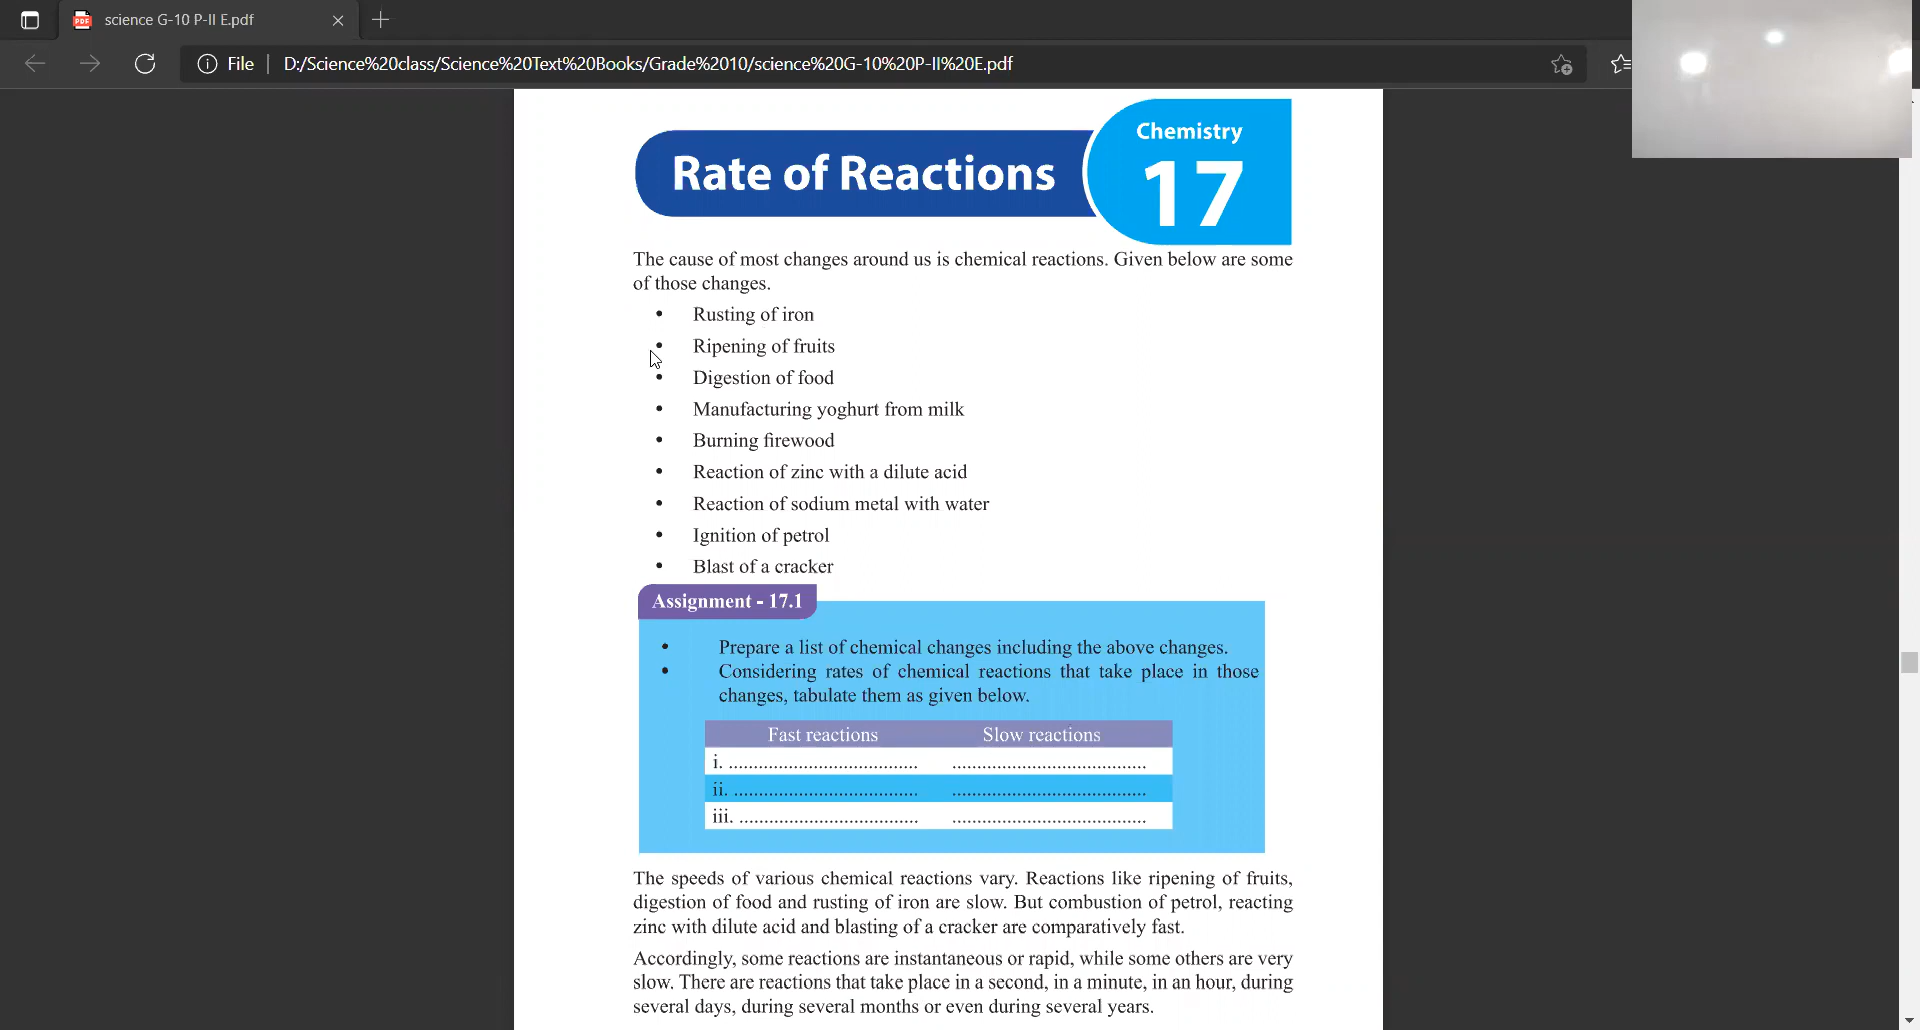 science G-10 P-II E.pdf
File
D:/Science%20class/Science%20Text%20Books/Grade%2010/science%20G-10%20P-II%20E.pdf
Chemistry
17
Rate of Reactions
The cause of most changes around us is chemical reactions. Given below are some
of those changes.
• Rusting of iron
• Ripening of fruits
• Digestion of food
• Manufacturing yoghurt from milk
• Burning firewood
• Reaction of zinc with a dilute acid
• Reaction of sodium metal with water
• Ignition of petrol
• Blast of a cracker
Assignment - 17.1
• Prepare a list of chemical changes including the above changes.
• Considering rates of chemical reactions that take place in those
changes, tabulate them as given below.
Fast reactions Slow reactions
i. ...................................... .......................................
ii. ..................................... .......................................
iii. .................................... .......................................
The speeds of various chemical reactions vary. Reactions like ripening of fruits,
digestion of food and rusting of iron are slow. But combustion of petrol, reacting
zinc with dilute acid and blasting of a cracker are comparatively fast.
Accordingly, some reactions are instantaneous or rapid, while some others are very
slow. There are reactions that take place in a second, in a minute, in an hour, during
several days, during several months or even during several years.